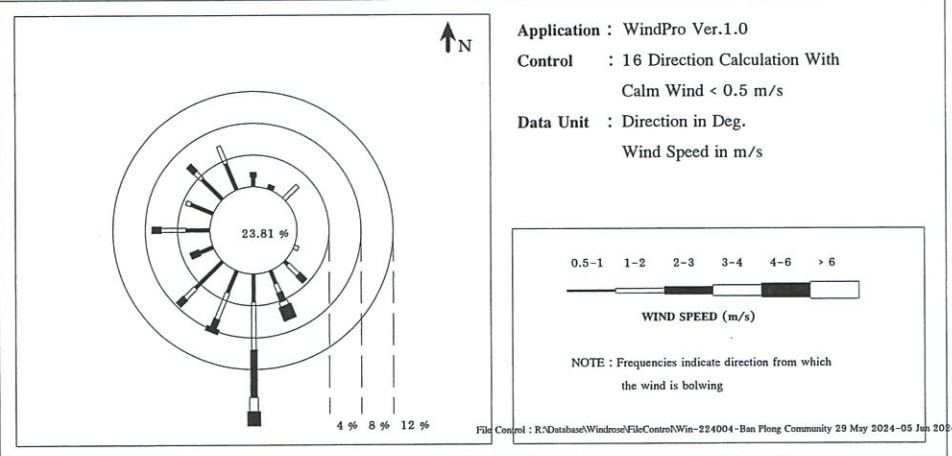 N
23.81 %
4 % 8 % 12 %
Application : WindPro Ver.1.0
Control : 16 Direction Calculation With
Calm Wind < 0.5 m/s
Data Unit : Direction in Deg.
Wind Speed in m/s
0.5-1 1-2 2-3 3-4 4-6 > 6
WIND SPEED (m/s)
NOTE : Frequencies indicate direction from which
the wind is bolwing
File Control : R:\Database\Windrose\FileControl\Win-224004-Ban Plong Community 29 May 2024-05 Jun 202